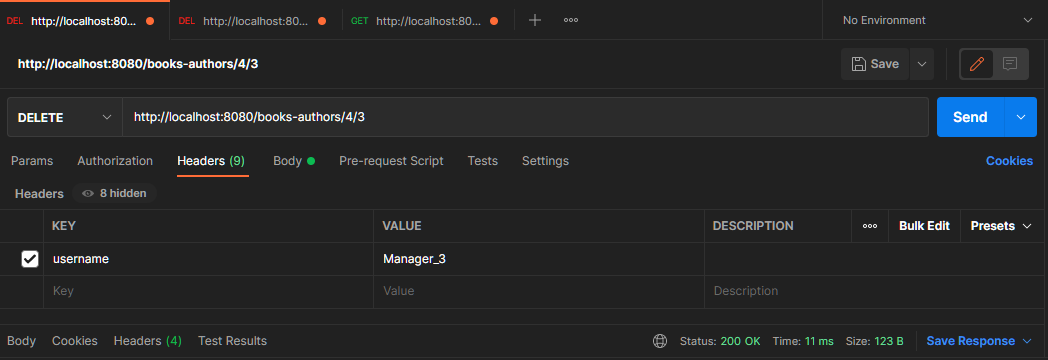 DEL http://localhost:80... DEL http://localhost:80... GET http://localhost:80... + ooo No Environment
http://localhost:8080/books-authors/4/3 Save
DELETE http://localhost:8080/books-authors/4/3 Send
Params Authorization Headers (9) Body Pre-request Script Tests Settings Cookies
Headers 8 hidden
KEY VALUE DESCRIPTION ooo Bulk Edit Presets
username Manager_3
Key Value Description
Body Cookies Headers (4) Test Results Status: 200 OK Time: 11 ms Size: 123 B Save Response